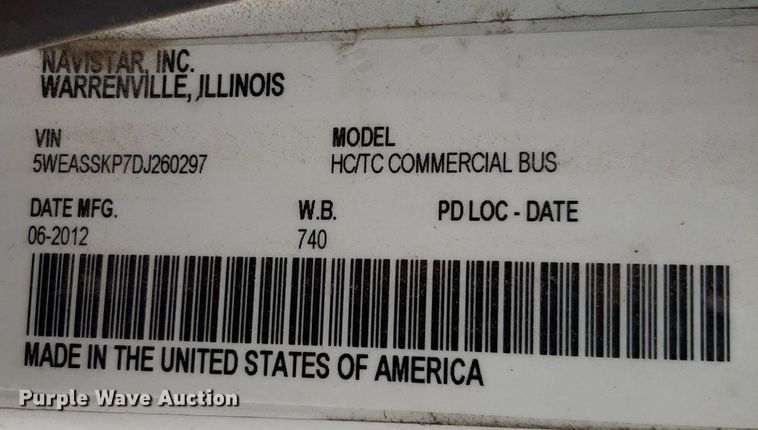 NAVISTAR, INC.
WARRENVILLE, ILLINOIS
VIN MODEL
5WEASSKP7DJ260297 HC/TC COMMERCIAL BUS
DATE MFG. W.B. PD LOC - DATE
06-2012 740
MADE IN THE UNITED STATES OF AMERICA
Purple Wave Auction